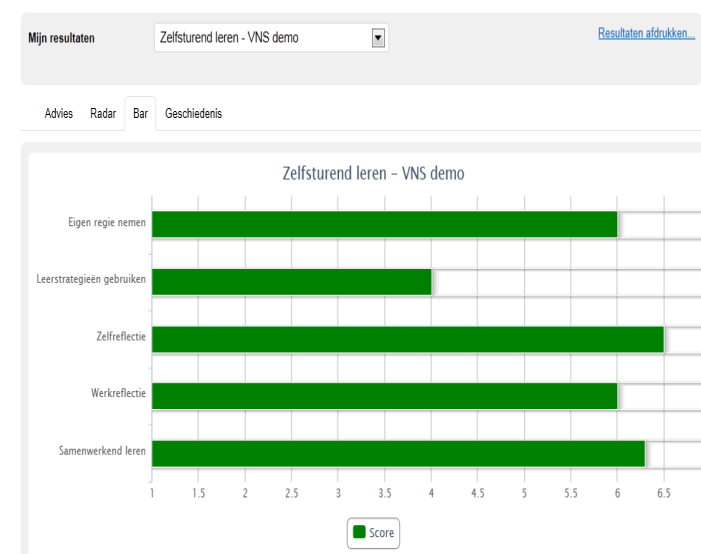 Mijn resultaten
Zelfsturend leren - VNS demo
Resultaten afdrukken...
Advies Radar Bar Geschiedenis
Zelfsturend leren – VNS demo
Eigen regie nemen
Leerstrategieën gebruiken
Zelfreflectie
Werkreflectie
Samenwerkend leren
1 1.5 2 2.5 3 3.5 4 4.5 5 5.5 6 6.5
Score